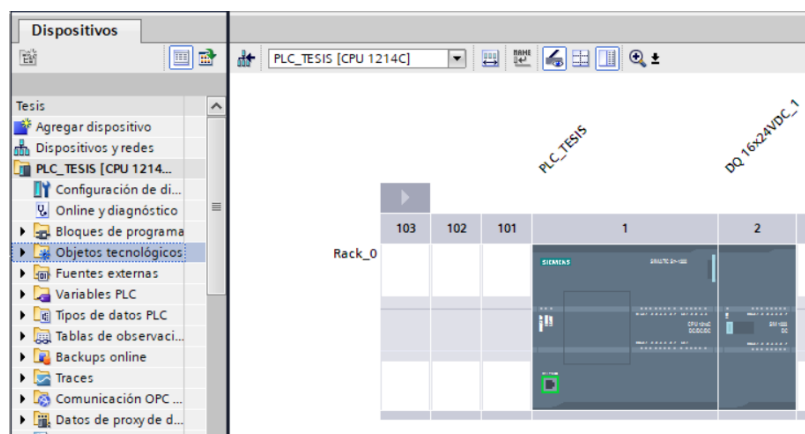 Dispositivos
PLC_TESIS [CPU 1214C]
Tesis
Agregar dispositivo
Dispositivos y redes
PLC_TESIS [CPU 1214...
Configuración de di...
Online y diagnóstico
Bloques de programa
Objetos tecnológicos
Fuentes externas
Variables PLC
Tipos de datos PLC
Tablas de observaci...
Backups online
Traces
Comunicación OPC ...
Datos de proxy de d...
PLC_TESIS
DQ 16x24VDC_1
103 102 101 1 2
Rack_0
SIEMENS